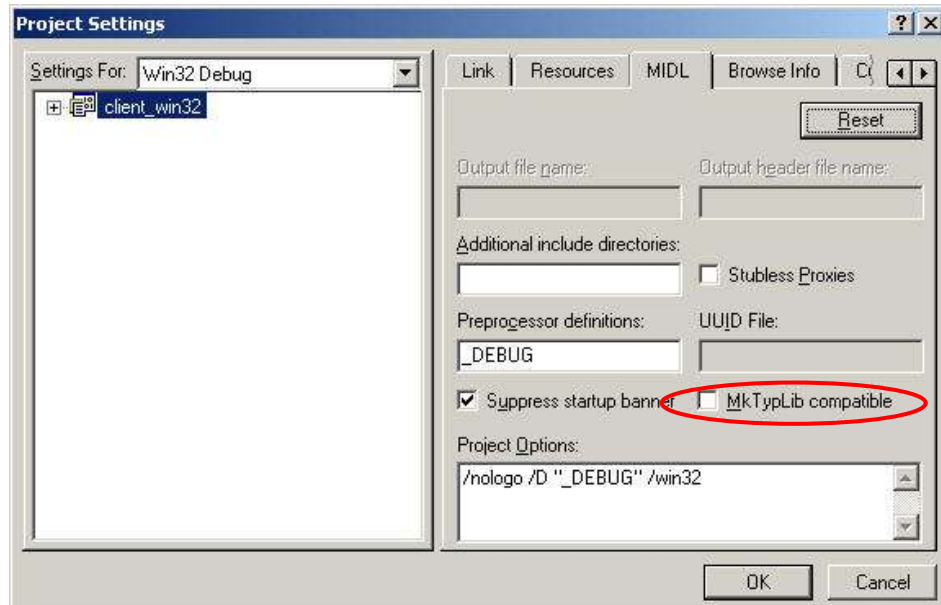 Project Settings
Settings For: Win32 Debug
client_win32
Link Resources MIDL Browse Info
Reset
Output file name: Output header file name:
Additional include directories:
Stubless Proxies
Preprocessor definitions: UUID File:
_DEBUG
Suppress startup banner MkTypLib compatible
Project Options:
/nologo /D "_DEBUG" /win32
OK Cancel